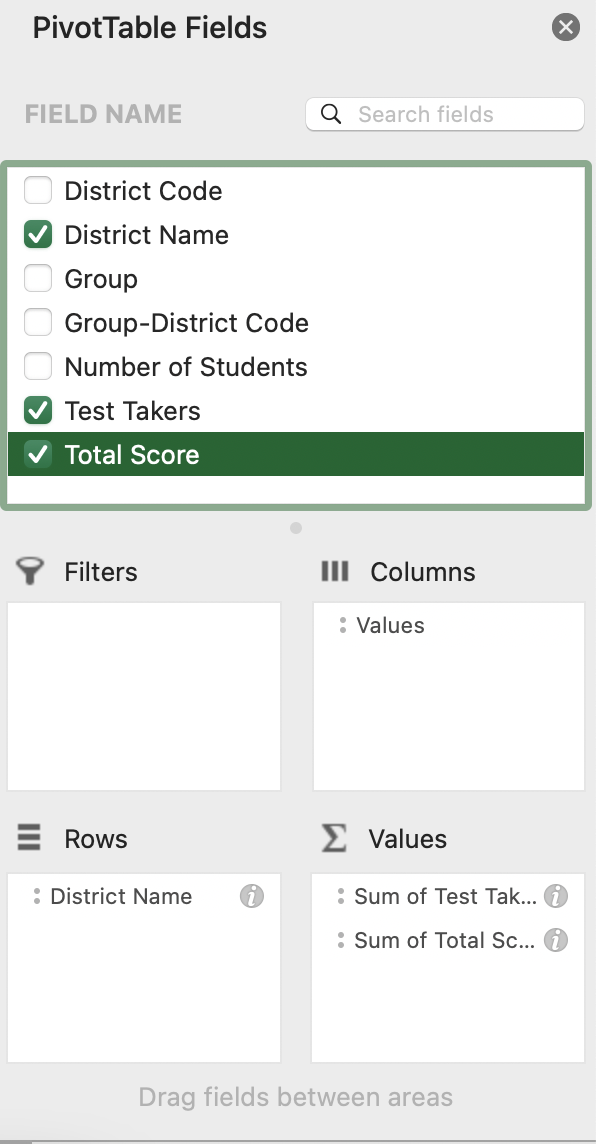 PivotTable Fields
FIELD NAME
Search fields
District Code
District Name
Group
Group-District Code
Number of Students
Test Takers
Total Score
Filters
Columns
Values
Rows
Values
District Name
Sum of Test Tak...
Sum of Total Sc...
Drag fields between areas